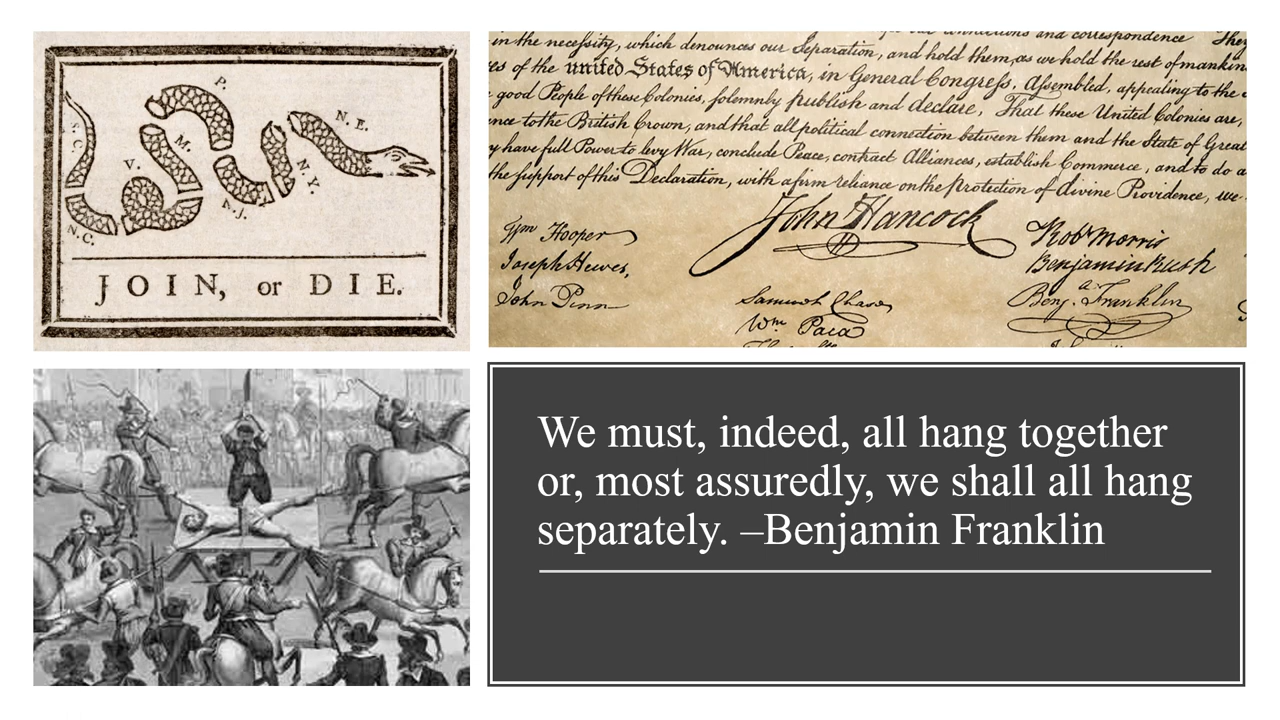 P.
N. E.
M.
V.
N.Y.
N.J.
N.C.
JOIN, or DIE.
connections and correspondence
in the necessity, which denounces our Separation, and hold them, as we hold the rest of mankin
es of the united States of America, in General Congress, Assembled, appealing to the
good People of these Colonies, solemnly publish and declare, That these United Colonies are,
nce to the British Crown, and that all political connection between them and the State of Great
y have full Power to levy War, conclude Peace, contract Alliances, establish Commerce, and to do a
the support of this Declaration, with a firm reliance on the Protection of divine Providence, we
John Hancock
Wm Hooper
Joseph Hewes,
John Penn
Samuel Chase
Wm Paca
Robt Morris
Benjamin Rush
Benj. Franklin
We must, indeed, all hang together
or, most assuredly, we shall all hang
separately. –Benjamin Franklin